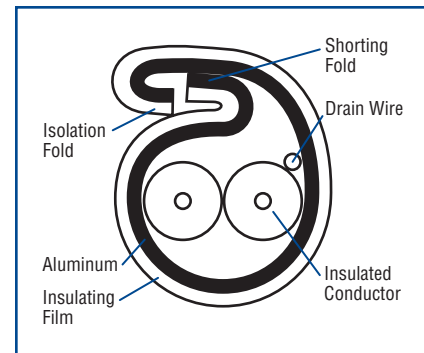 Shorting
Fold
Drain Wire
Isolation
Fold
Aluminum
Insulating
Film
Insulated
Conductor